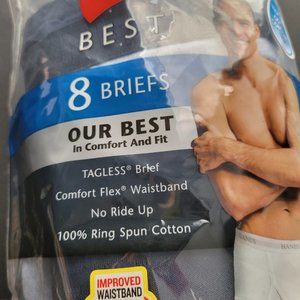 BEST
8 BRIEFS
OUR BEST
In Comfort And Fit
TAGLESS® Brief
Comfort Flex® Waistband
No Ride Up
100% Ring Spun Cotton
IMPROVED
WAISTBAND